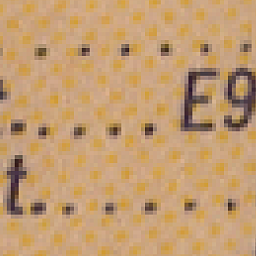 . . . . . .
. . . . . E9
t. . . . . .